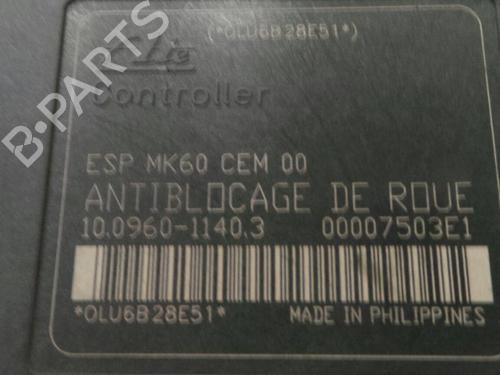 (*OLU6B28E51*)
Ate
Controller
ESP MK60 CEM 00
ANTIBLOCAGE DE ROUE
10.0960-1140.3 00007503E1
*OLU6B28E51* MADE IN PHILIPPINES
B-PARTS